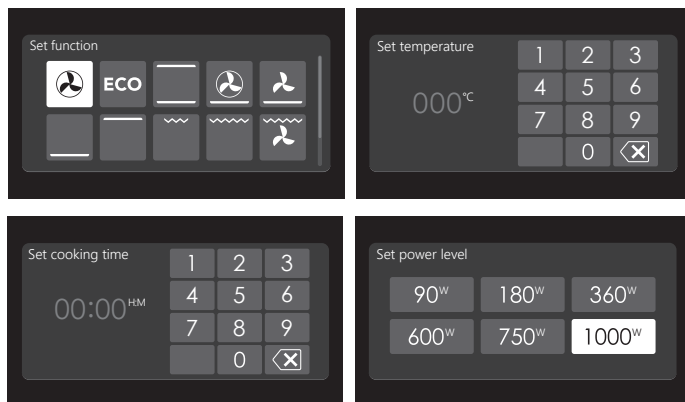 Set function
ECO
Set temperature
000°C
1 2 3
4 5 6
7 8 9
0
Set cooking time
00:00 H:M
1 2 3
4 5 6
7 8 9
0
Set power level
90W 180W 360W
600W 750W 1000W